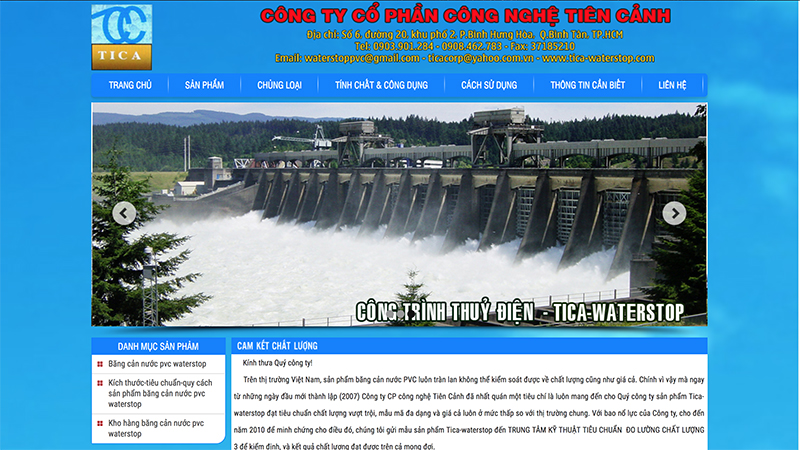 TICA
CÔNG TY CỔ PHẦN CÔNG NGHỆ TIÊN CẢNH
Địa chỉ: Số 6, đường 20, khu phố 2, P.Bình Hưng Hòa, Q.Bình Tân, TP.HCM
Tel: 0903.901.284 - 0908.462.783 - Fax: 37185210
Email: waterstoppvc@gmail.com - ticacorp@yahoo.com.vn - www.tica-waterstop.com
TRANG CHỦ SẢN PHẨM CHỦNG LOẠI TÍNH CHẤT & CÔNG DỤNG CÁCH SỬ DỤNG THÔNG TIN CẦN BIẾT LIÊN HỆ
CÔNG TRÌNH THUỶ ĐIỆN - TICA-WATERSTOP
DANH MỤC SẢN PHẨM
Băng cản nước pvc waterstop
Kích thước-tiêu chuẩn-quy cách
sản phẩm băng cản nước pvc
waterstop
Kho hàng băng cản nước pvc
waterstop
CAM KẾT CHẤT LƯỢNG
Kính thưa Quý công ty!
Trên thị trường Việt Nam, sản phẩm băng cản nước PVC luôn tràn lan không thể kiểm soát được về chất lượng cũng như giá cả. Chính vì vậy mà ngay
từ những ngày đầu mới thành lập (2007) Công ty CP công nghệ Tiên Cảnh đã nhất quán một tiêu chí là luôn mang đến cho Quý công ty sản phẩm Tica-
waterstop đạt tiêu chuẩn chất lượng vượt trội, mẫu mã đa dạng và giá cả luôn ở mức thấp so với thị trường chung. Với bao nổ lực của Công ty, cho đến
năm 2010 để minh chứng cho điều đó, chúng tôi gửi mẫu sản phẩm Tica-waterstop đến TRUNG TÂM KỸ THUẬT TIÊU CHUẨN ĐO LƯỜNG CHẤT LƯỢNG
3 để kiểm định, và kết quả chất lượng đạt được trên cả mong đợi.